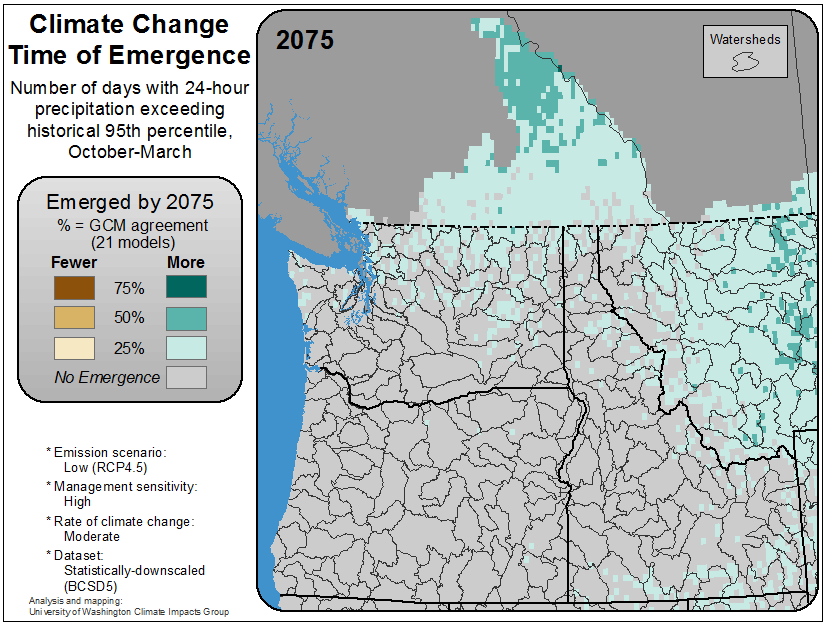 Climate Change
Time of Emergence
Number of days with 24-hour
precipitation exceeding
historical 95th percentile,
October-March
Emerged by 2075
% = GCM agreement
(21 models)
Fewer More
75%
50%
25%
No Emergence
* Emission scenario:
Low (RCP4.5)
* Management sensitivity:
High
* Rate of climate change:
Moderate
* Dataset:
Statistically-downscaled
(BCSD5)
Analysis and mapping:
University of Washington Climate Impacts Group
2075
Watersheds